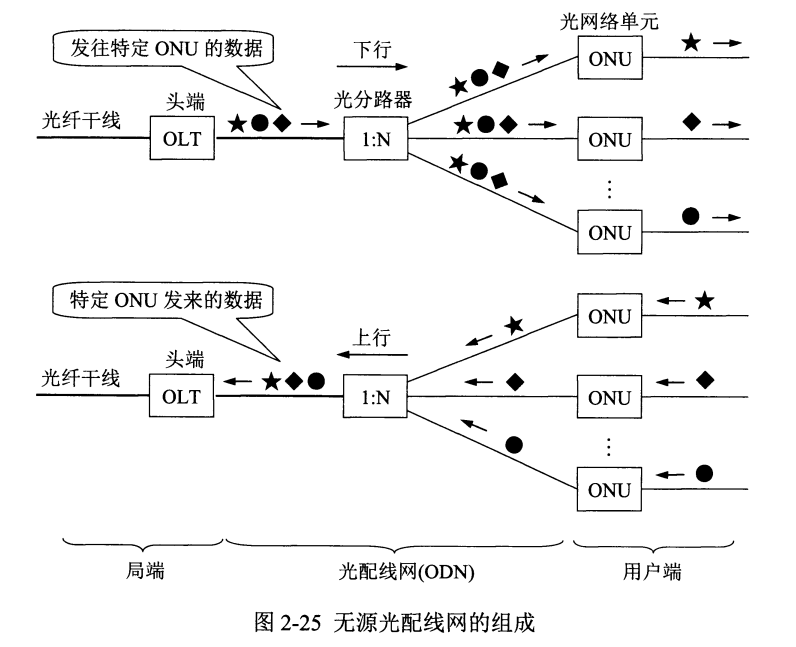 发往特定 ONU 的数据
下行
光网络单元
ONU
头端
光分路器
光纤干线
OLT
1:N
ONU
⋮
ONU
特定 ONU 发来的数据
上行
ONU
头端
光纤干线
OLT
1:N
ONU
⋮
ONU
局端
光配线网(ODN)
用户端
图 2-25 无源光配线网的组成